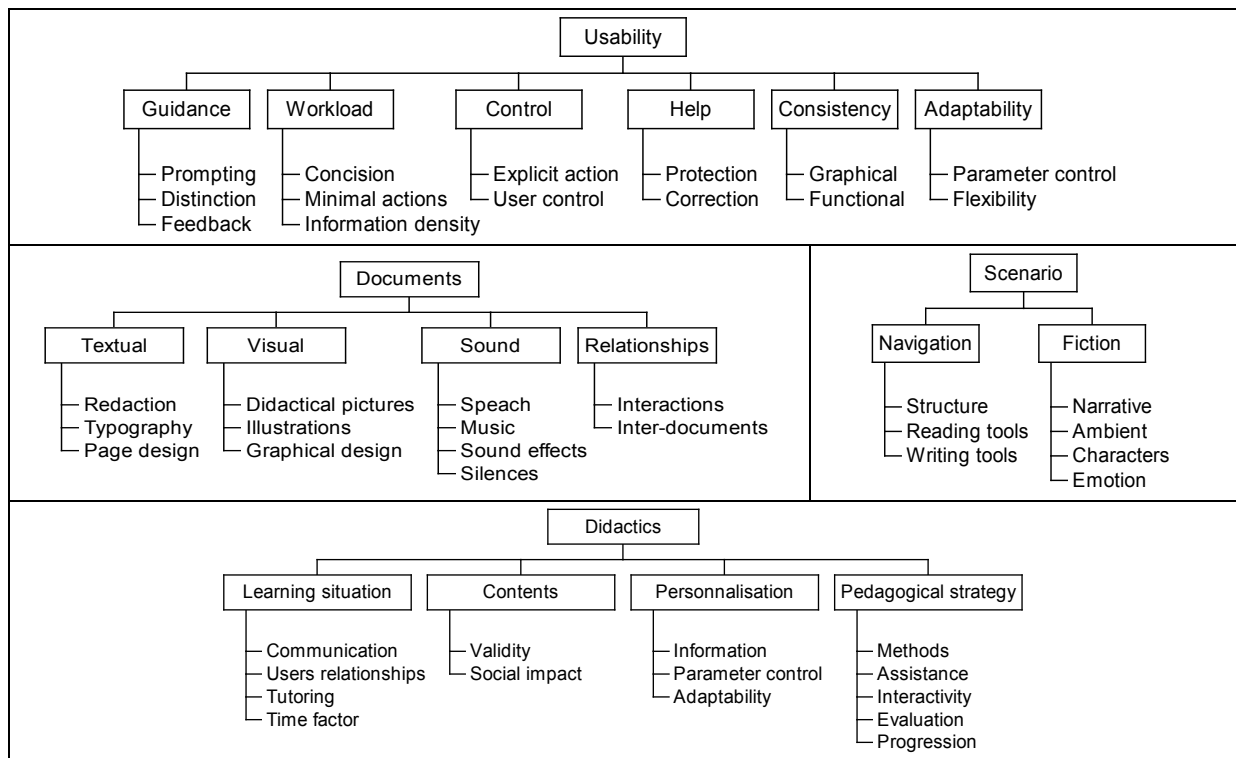 Usability
Guidance Workload Control Help Consistency Adaptability
Prompting Concision Explicit action Protection Graphical Parameter control
Distinction Minimal actions User control Correction Functional Flexibility
Feedback Information density
Documents
Textual Visual Sound Relationships
Redaction Didactical pictures Speach Interactions
Typography Illustrations Music Inter-documents
Page design Graphical design Sound effects
Silences
Scenario
Navigation Fiction
Structure Narrative
Reading tools Ambient
Writing tools Characters
Emotion
Didactics
Learning situation Contents Personnalisation Pedagogical strategy
Communication Validity Information Methods
Users relationships Social impact Parameter control Assistance
Tutoring Adaptability Interactivity
Time factor Evaluation
Progression